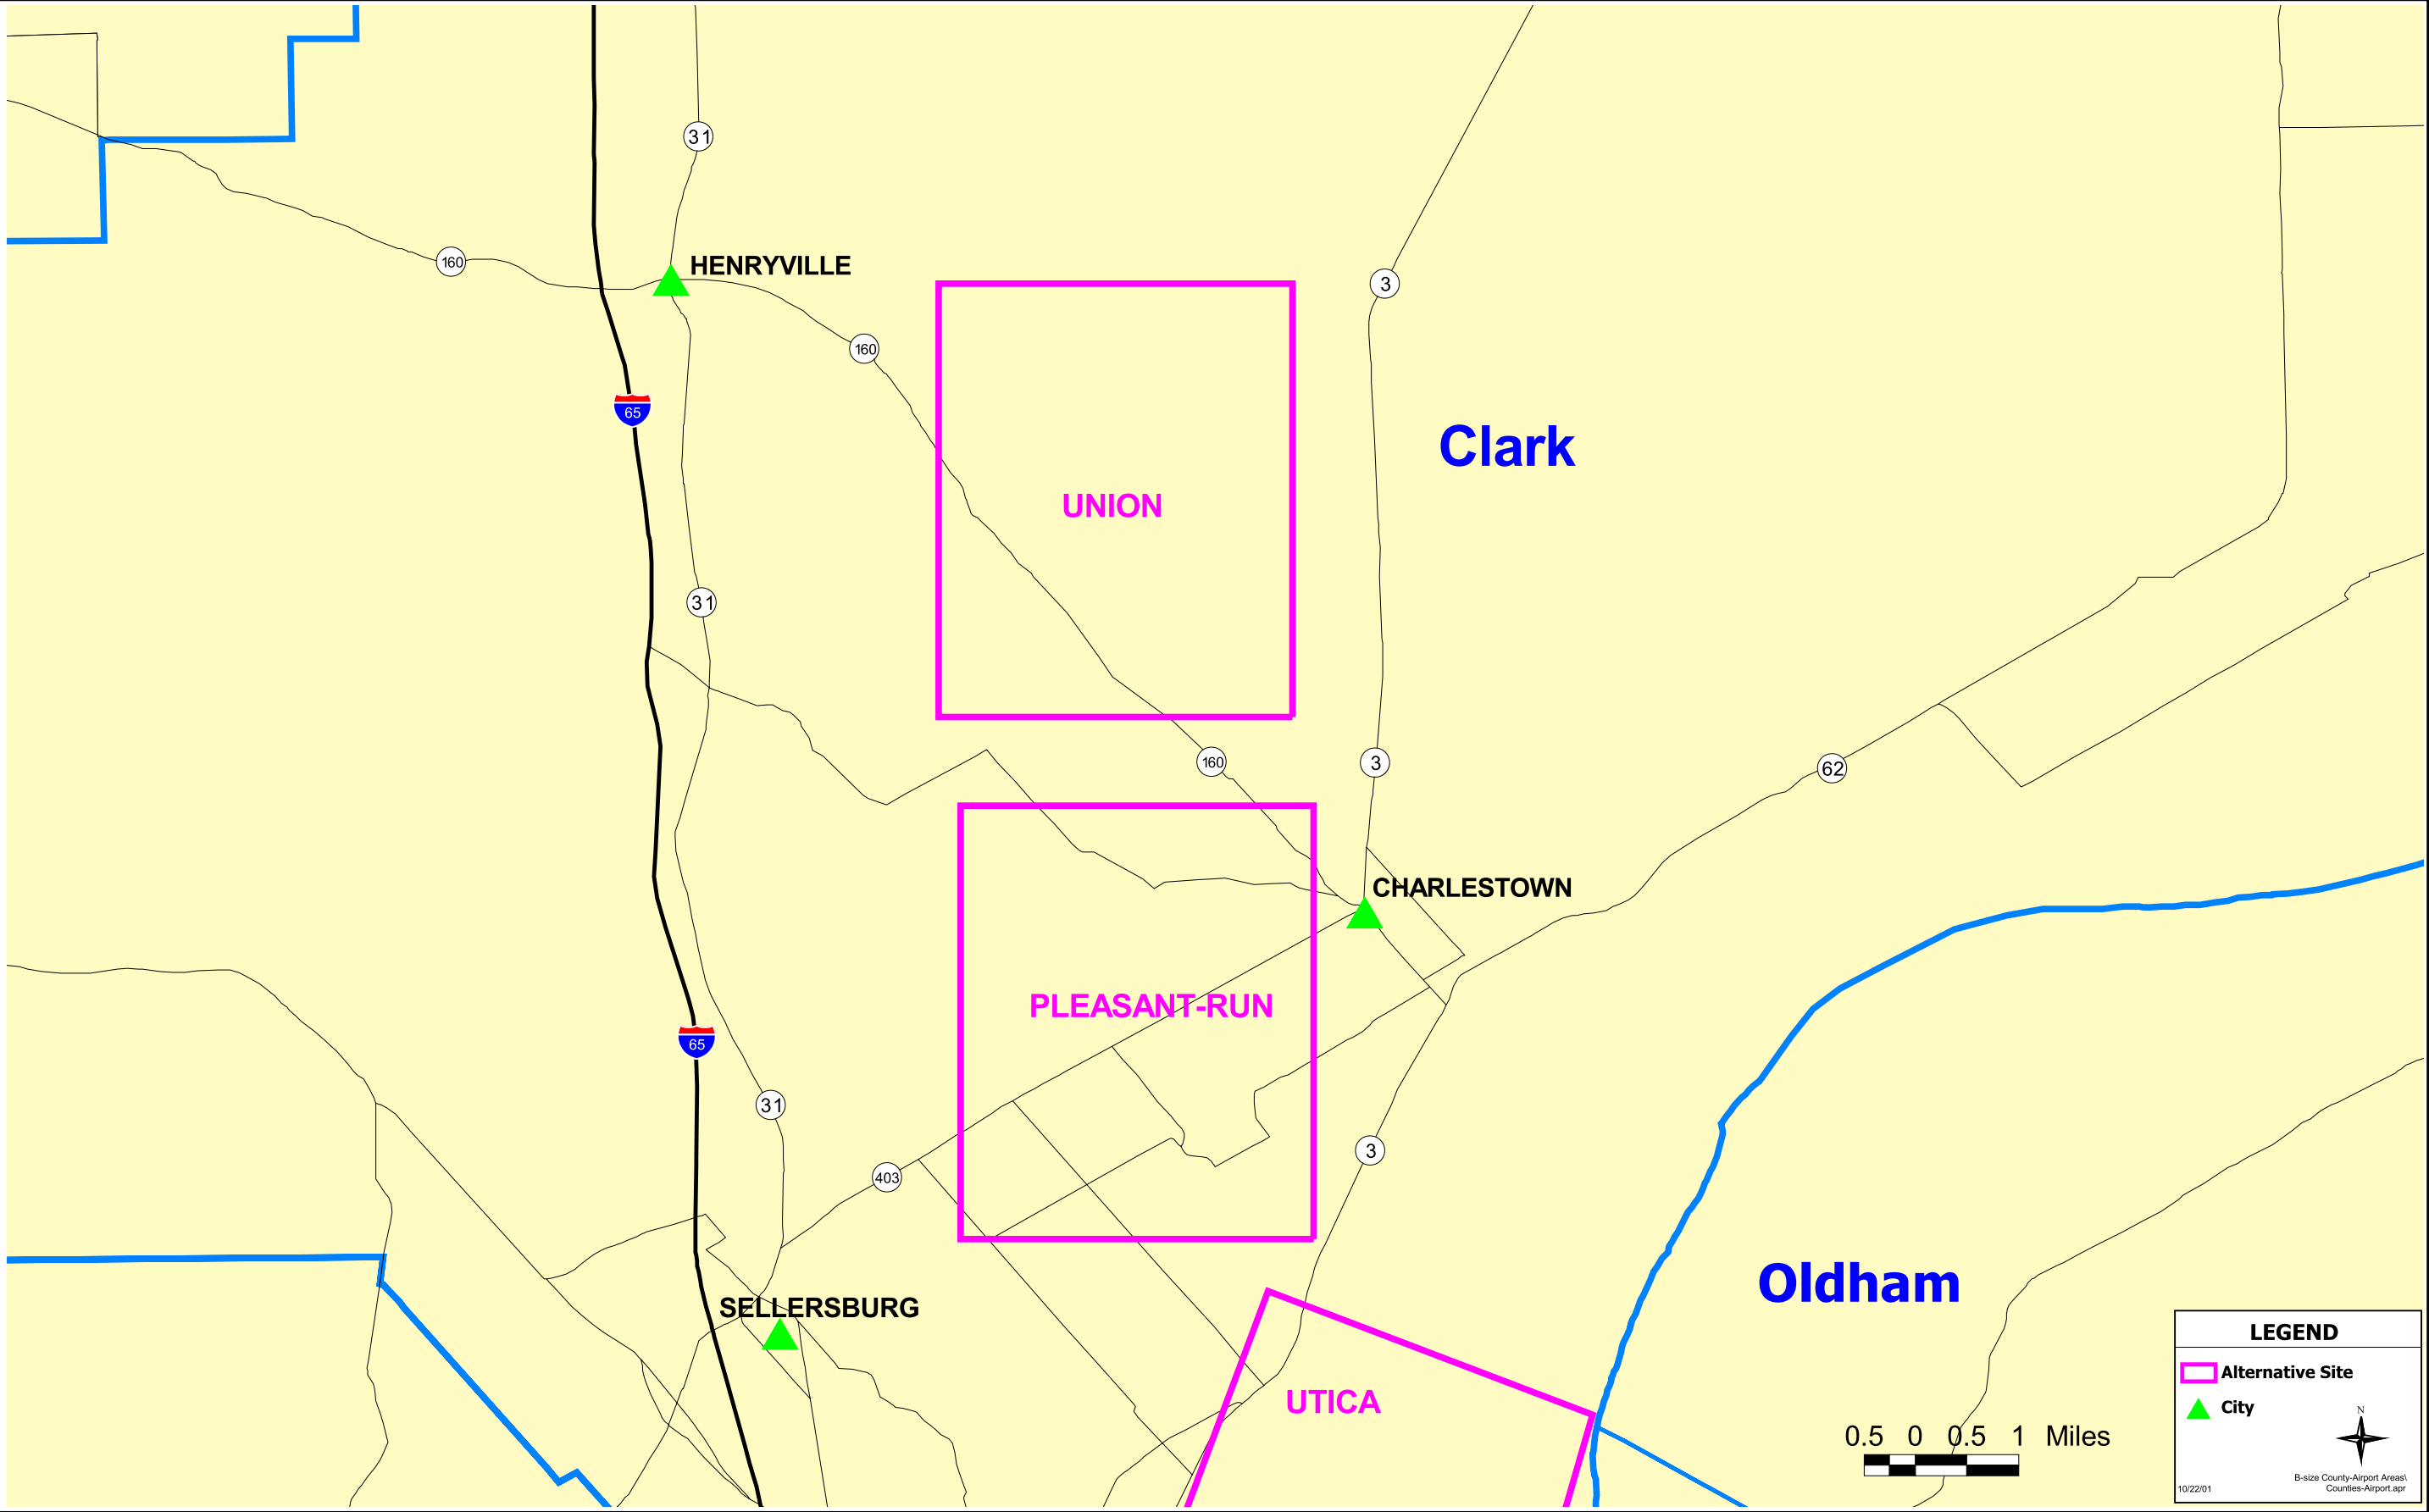 31
160
HENRYVILLE
3
160
65
Clark
UNION
31
160
3
62
CHARLESTOWN
PLEASANT-RUN
65
31
3
403
Oldham
SELLERSBURG
UTICA
0.5 0 0.5 1 Miles
LEGEND
Alternative Site
City
N
B-size County-Airport Areas\
10/22/01 Counties-Airport.apr